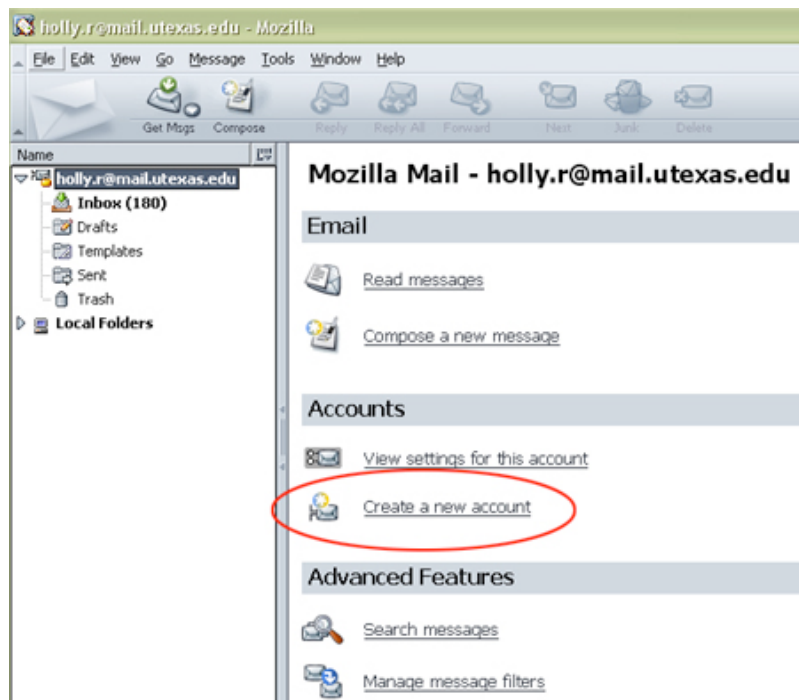 holly.r@mail.utexas.edu - Mozilla
File Edit View Go Message Tools Window Help
Get Msgs Compose Reply Reply All Forward Next Junk Delete
Name
holly.r@mail.utexas.edu
Inbox (180)
Drafts
Templates
Sent
Trash
Local Folders
Mozilla Mail - holly.r@mail.utexas.edu
Email
Read messages
Compose a new message
Accounts
View settings for this account
Create a new account
Advanced Features
Search messages
Manage message filters